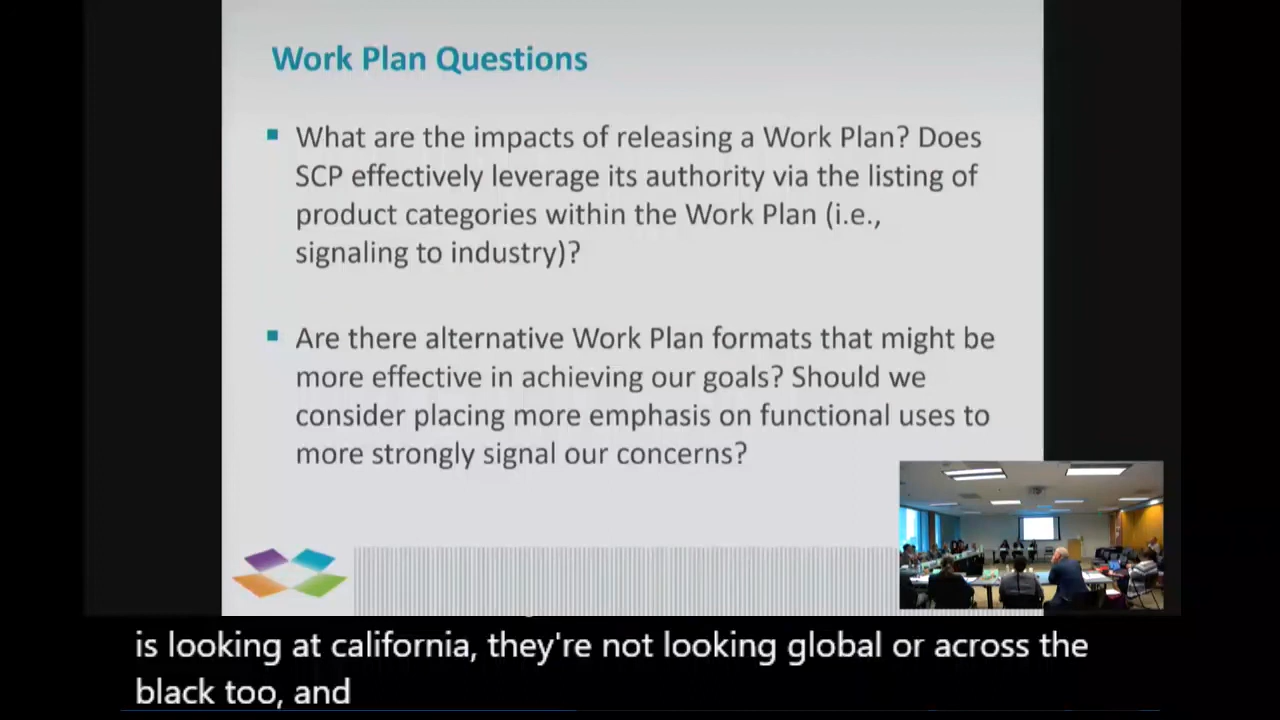 Work Plan Questions
What are the impacts of releasing a Work Plan? Does
SCP effectively leverage its authority via the listing of
product categories within the Work Plan (i.e.,
signaling to industry)?
Are there alternative Work Plan formats that might be
more effective in achieving our goals? Should we
consider placing more emphasis on functional uses to
more strongly signal our concerns?
is looking at california, they're not looking global or across the
black too, and